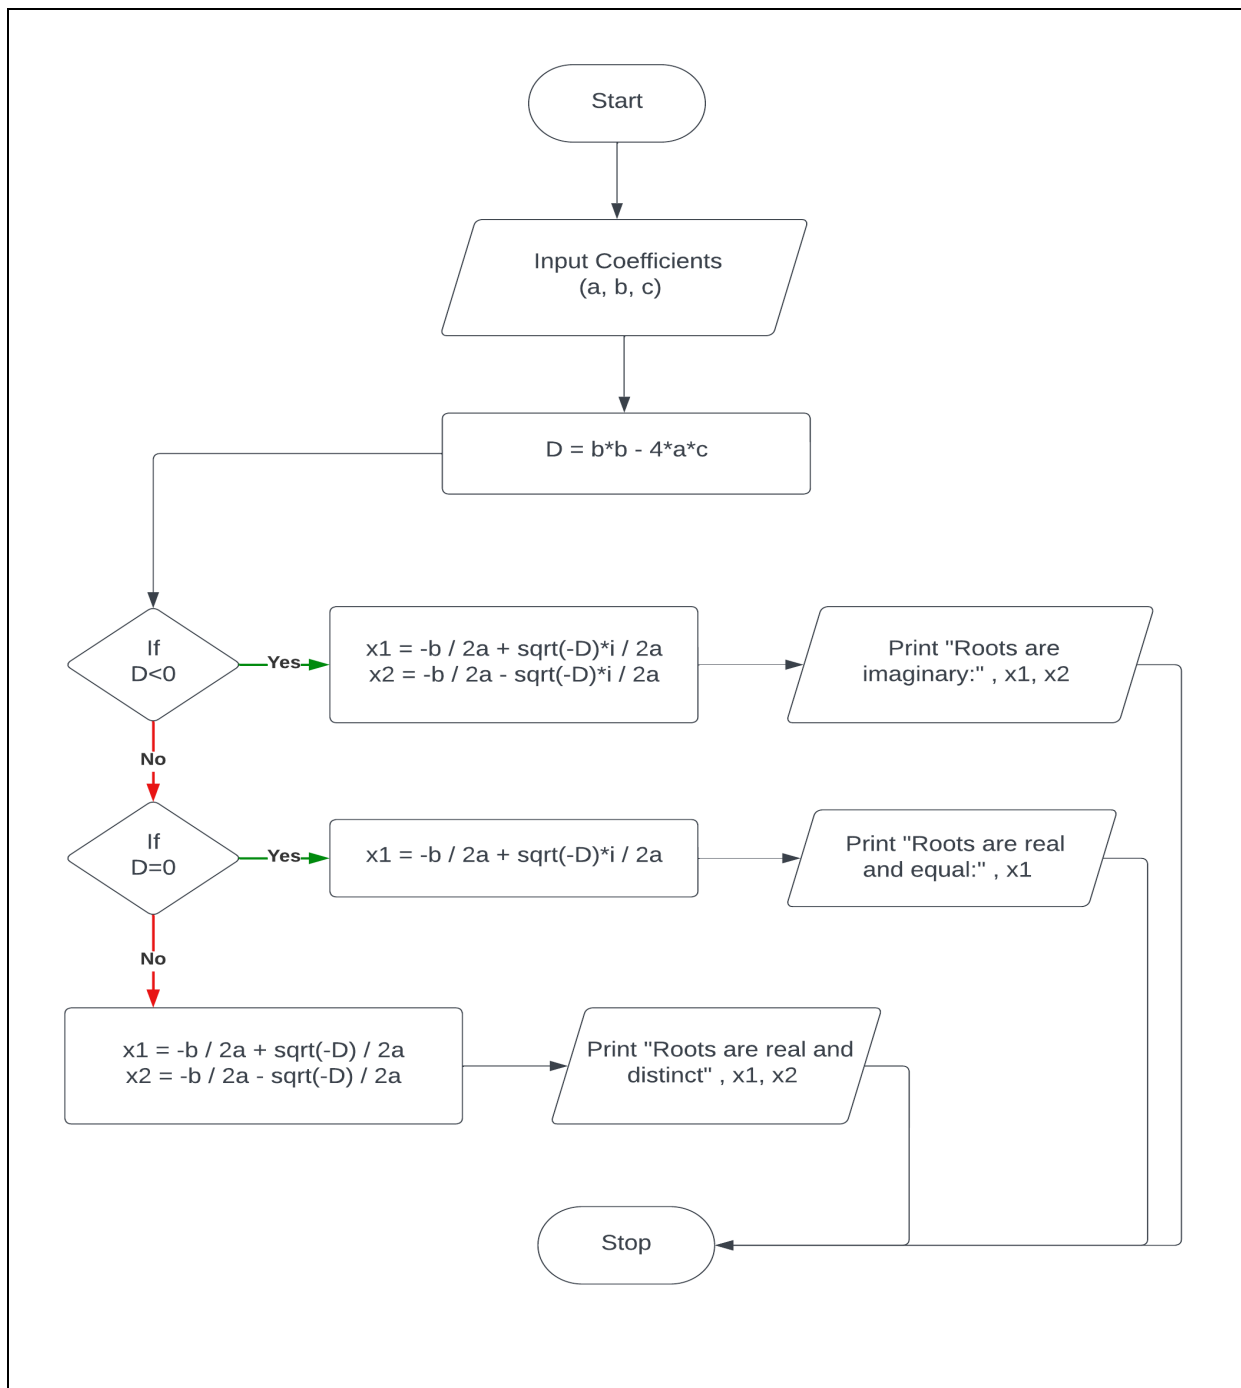 Start
Input Coefficients
(a, b, c)
D = b*b - 4*a*c
If
D<0
Yes
x1 = -b / 2a + sqrt(-D)*i / 2a
x2 = -b / 2a - sqrt(-D)*i / 2a
Print "Roots are
imaginary:" , x1, x2
No
If
D=0
Yes
x1 = -b / 2a + sqrt(-D)*i / 2a
Print "Roots are real
and equal:" , x1
No
x1 = -b / 2a + sqrt(-D) / 2a
x2 = -b / 2a - sqrt(-D) / 2a
Print "Roots are real and
distinct" , x1, x2
Stop